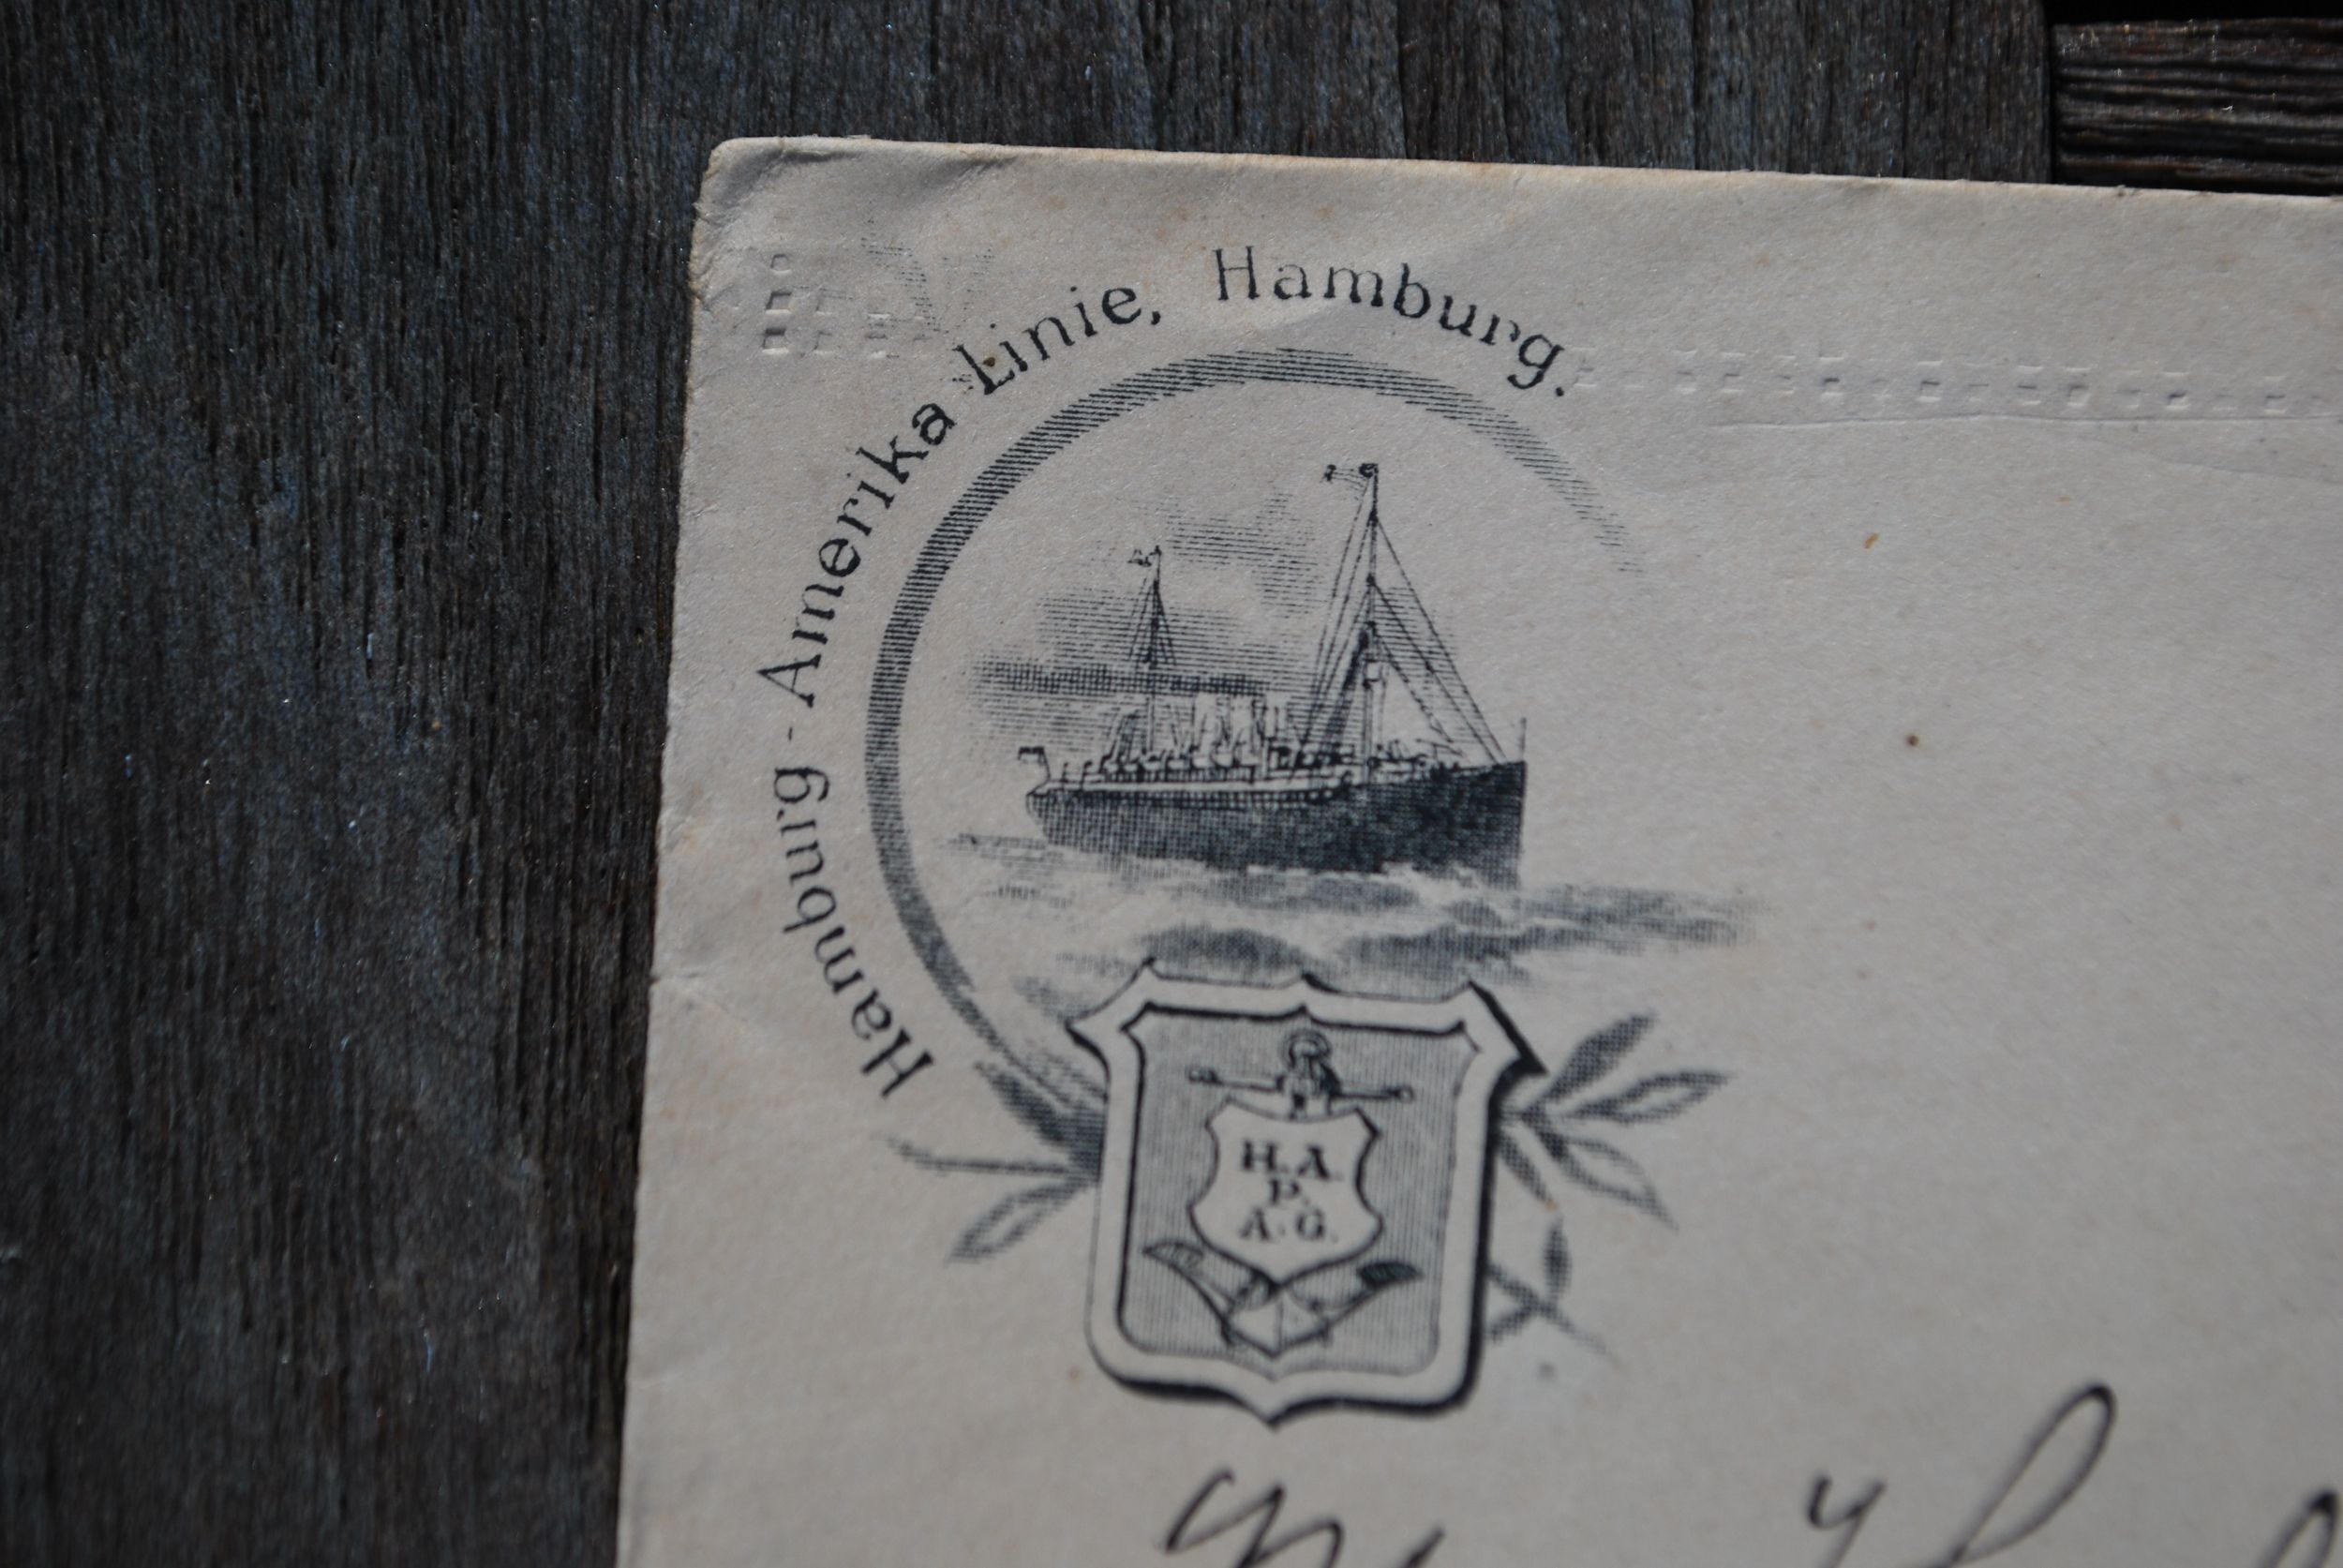 Hamburg - Amerika Linie, Hamburg.
H. A.
P.
A. G.